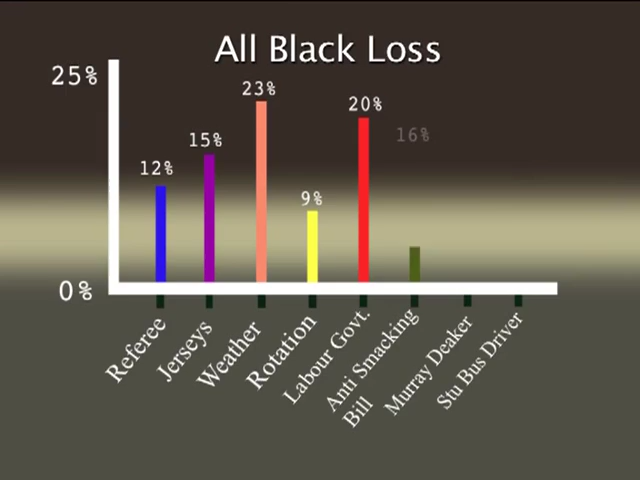 All Black Loss
25%
23%
20%
16%
15%
12%
9%
0%
Referee
Jerseys
Weather
Rotation
Labour Govt.
Anti Smacking
Bill
Murray Deaker
Stu Bus Driver